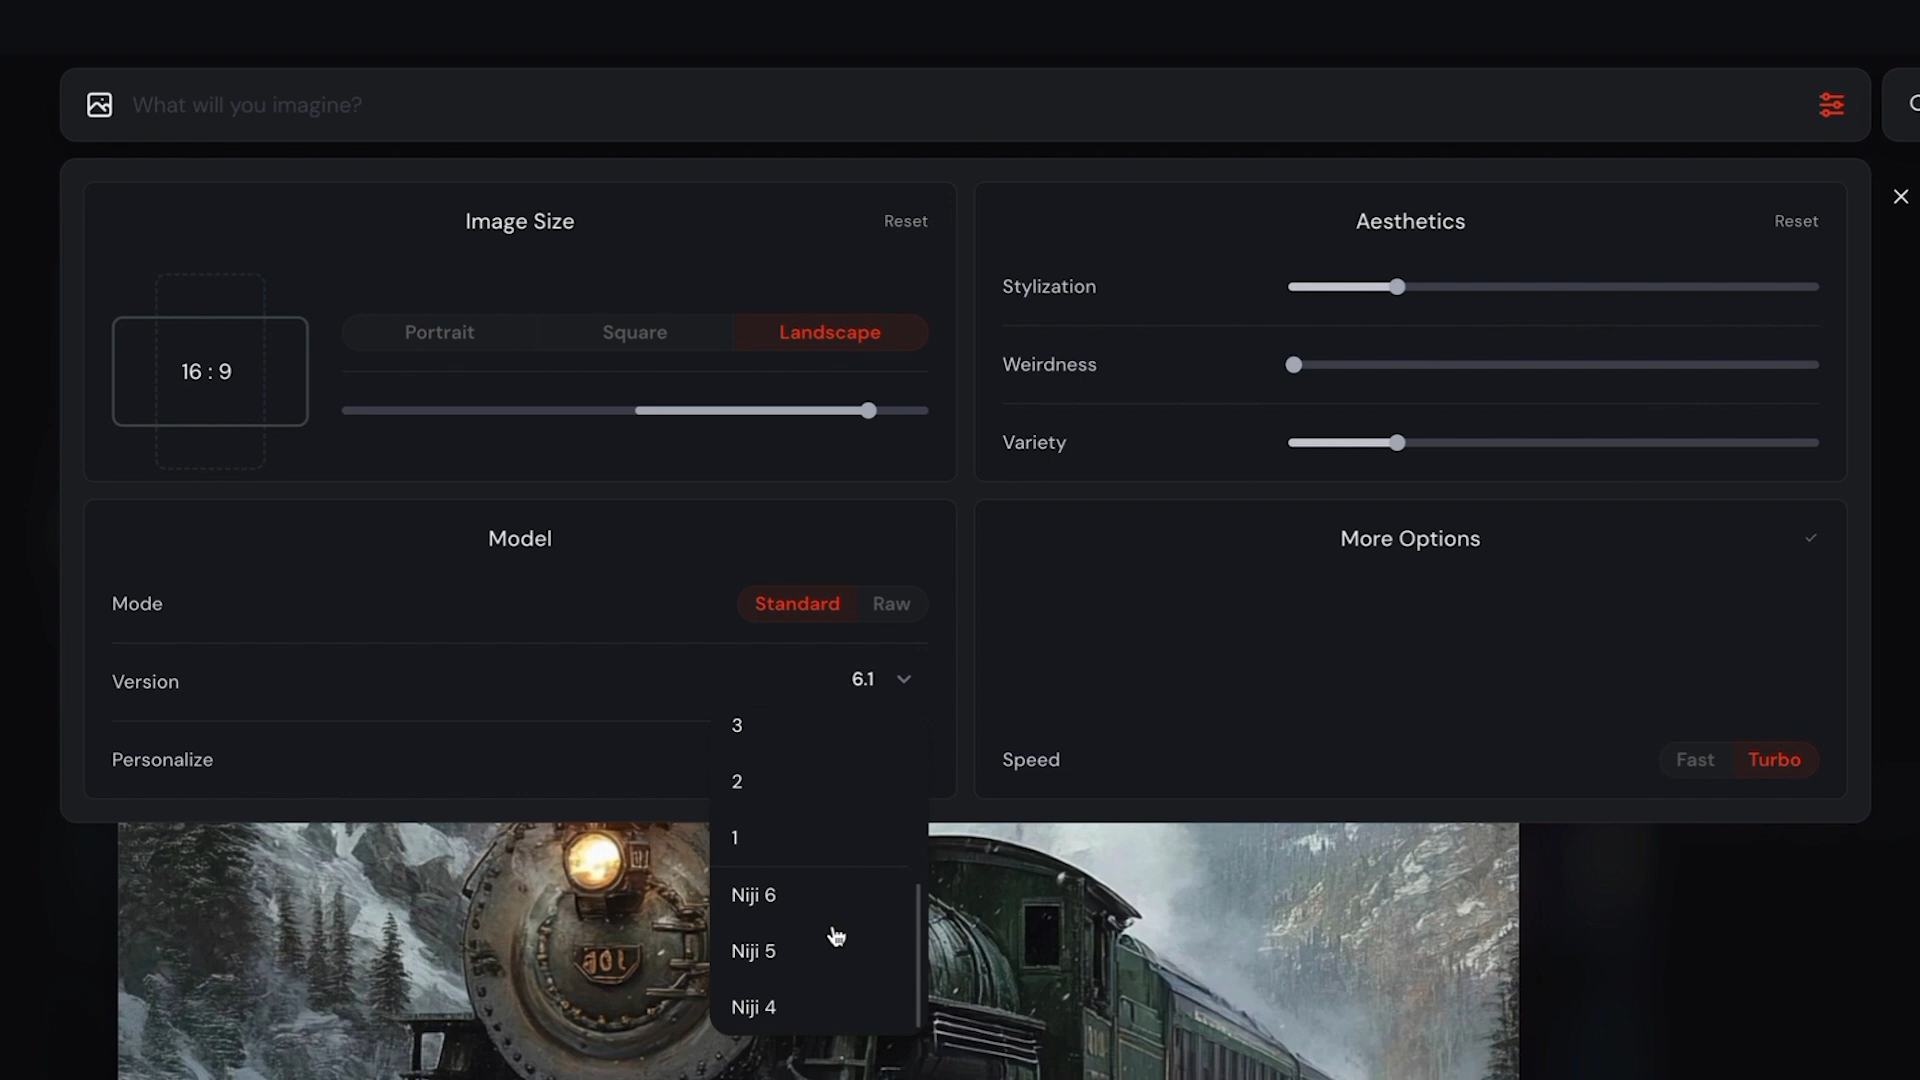 What will you imagine?
Image Size
Reset
16 : 9
Portrait
Square
Landscape
Aesthetics
Reset
Stylization
Weirdness
Variety
Model
Mode
Standard
Raw
Version
6.1
3
2
1
Niji 6
Niji 5
Niji 4
Personalize
More Options
Speed
Fast
Turbo